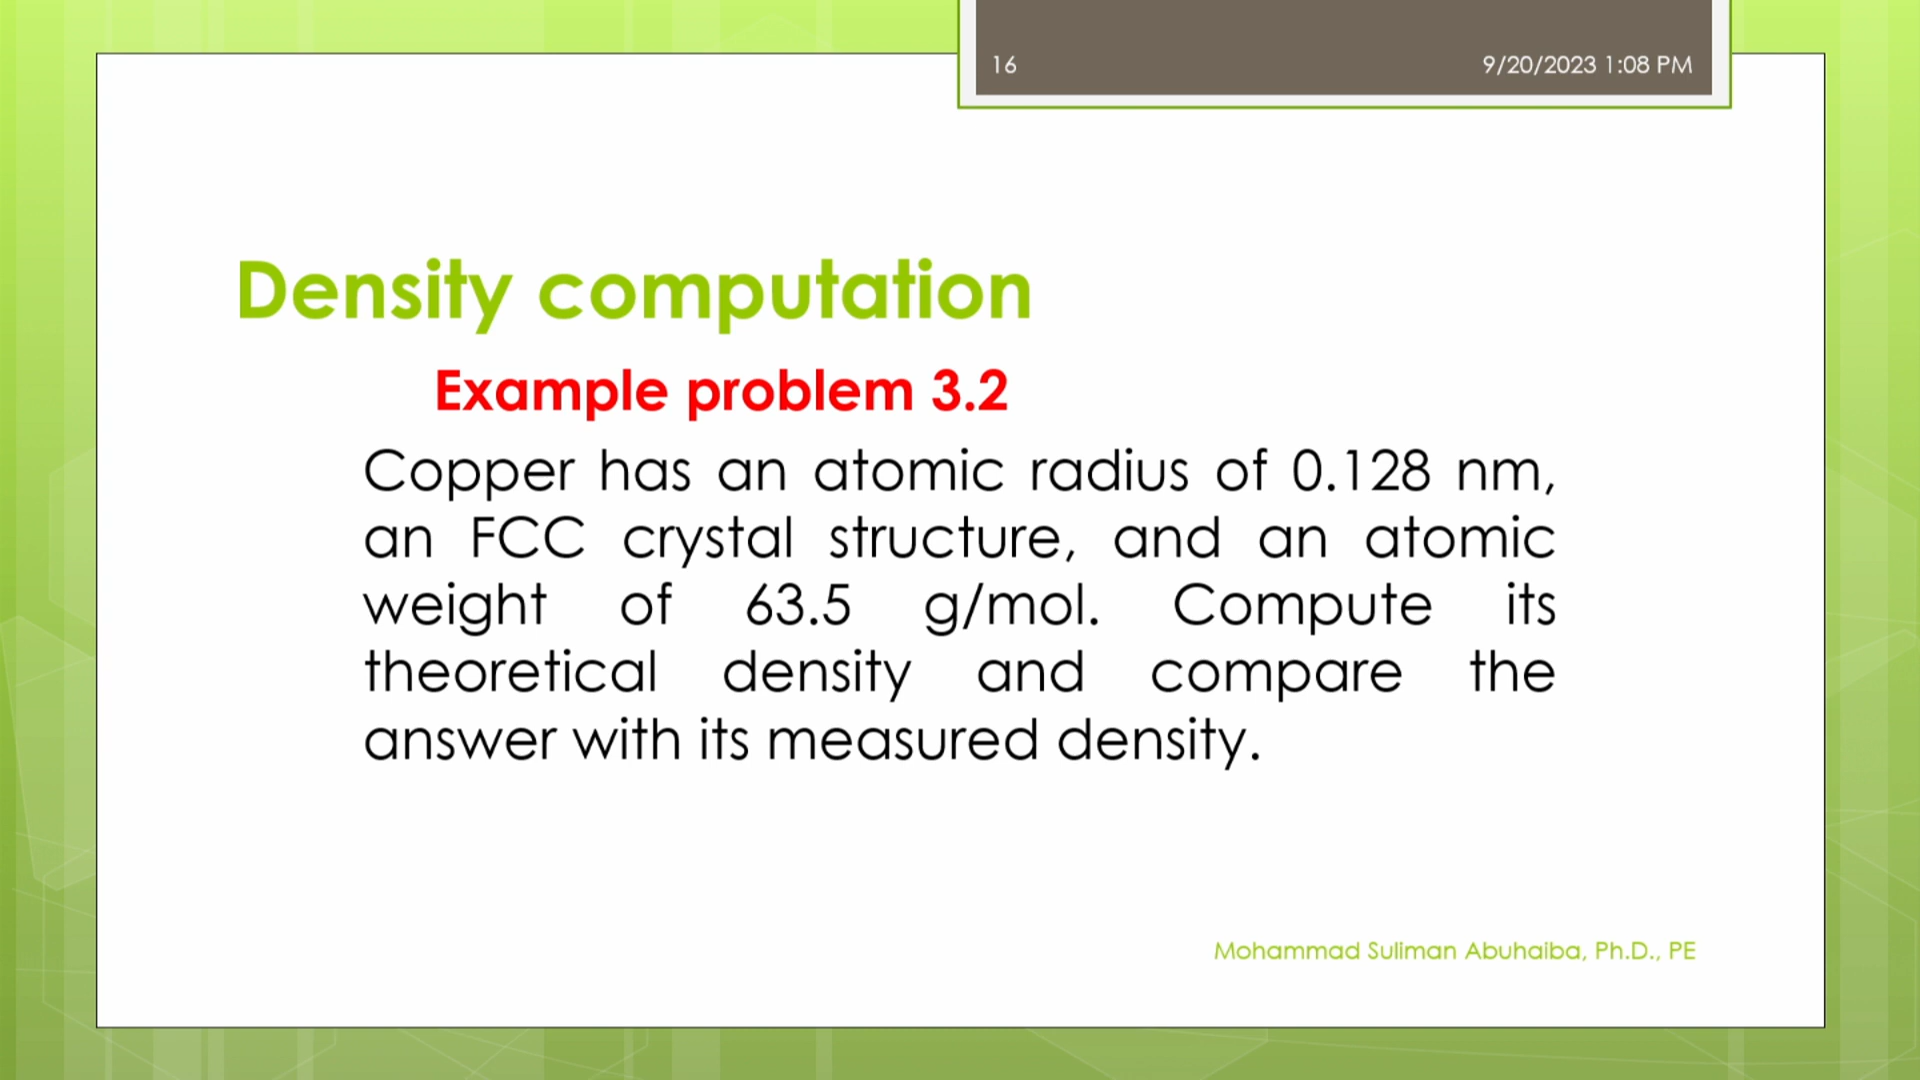 16
9/20/2023 1:08 PM
Density computation
Example problem 3.2
Copper has an atomic radius of 0.128 nm,
an FCC crystal structure, and an atomic
weight of 63.5 g/mol. Compute its
theoretical density and compare the
answer with its measured density.
Mohammad Suliman Abuhaiba, Ph.D., PE